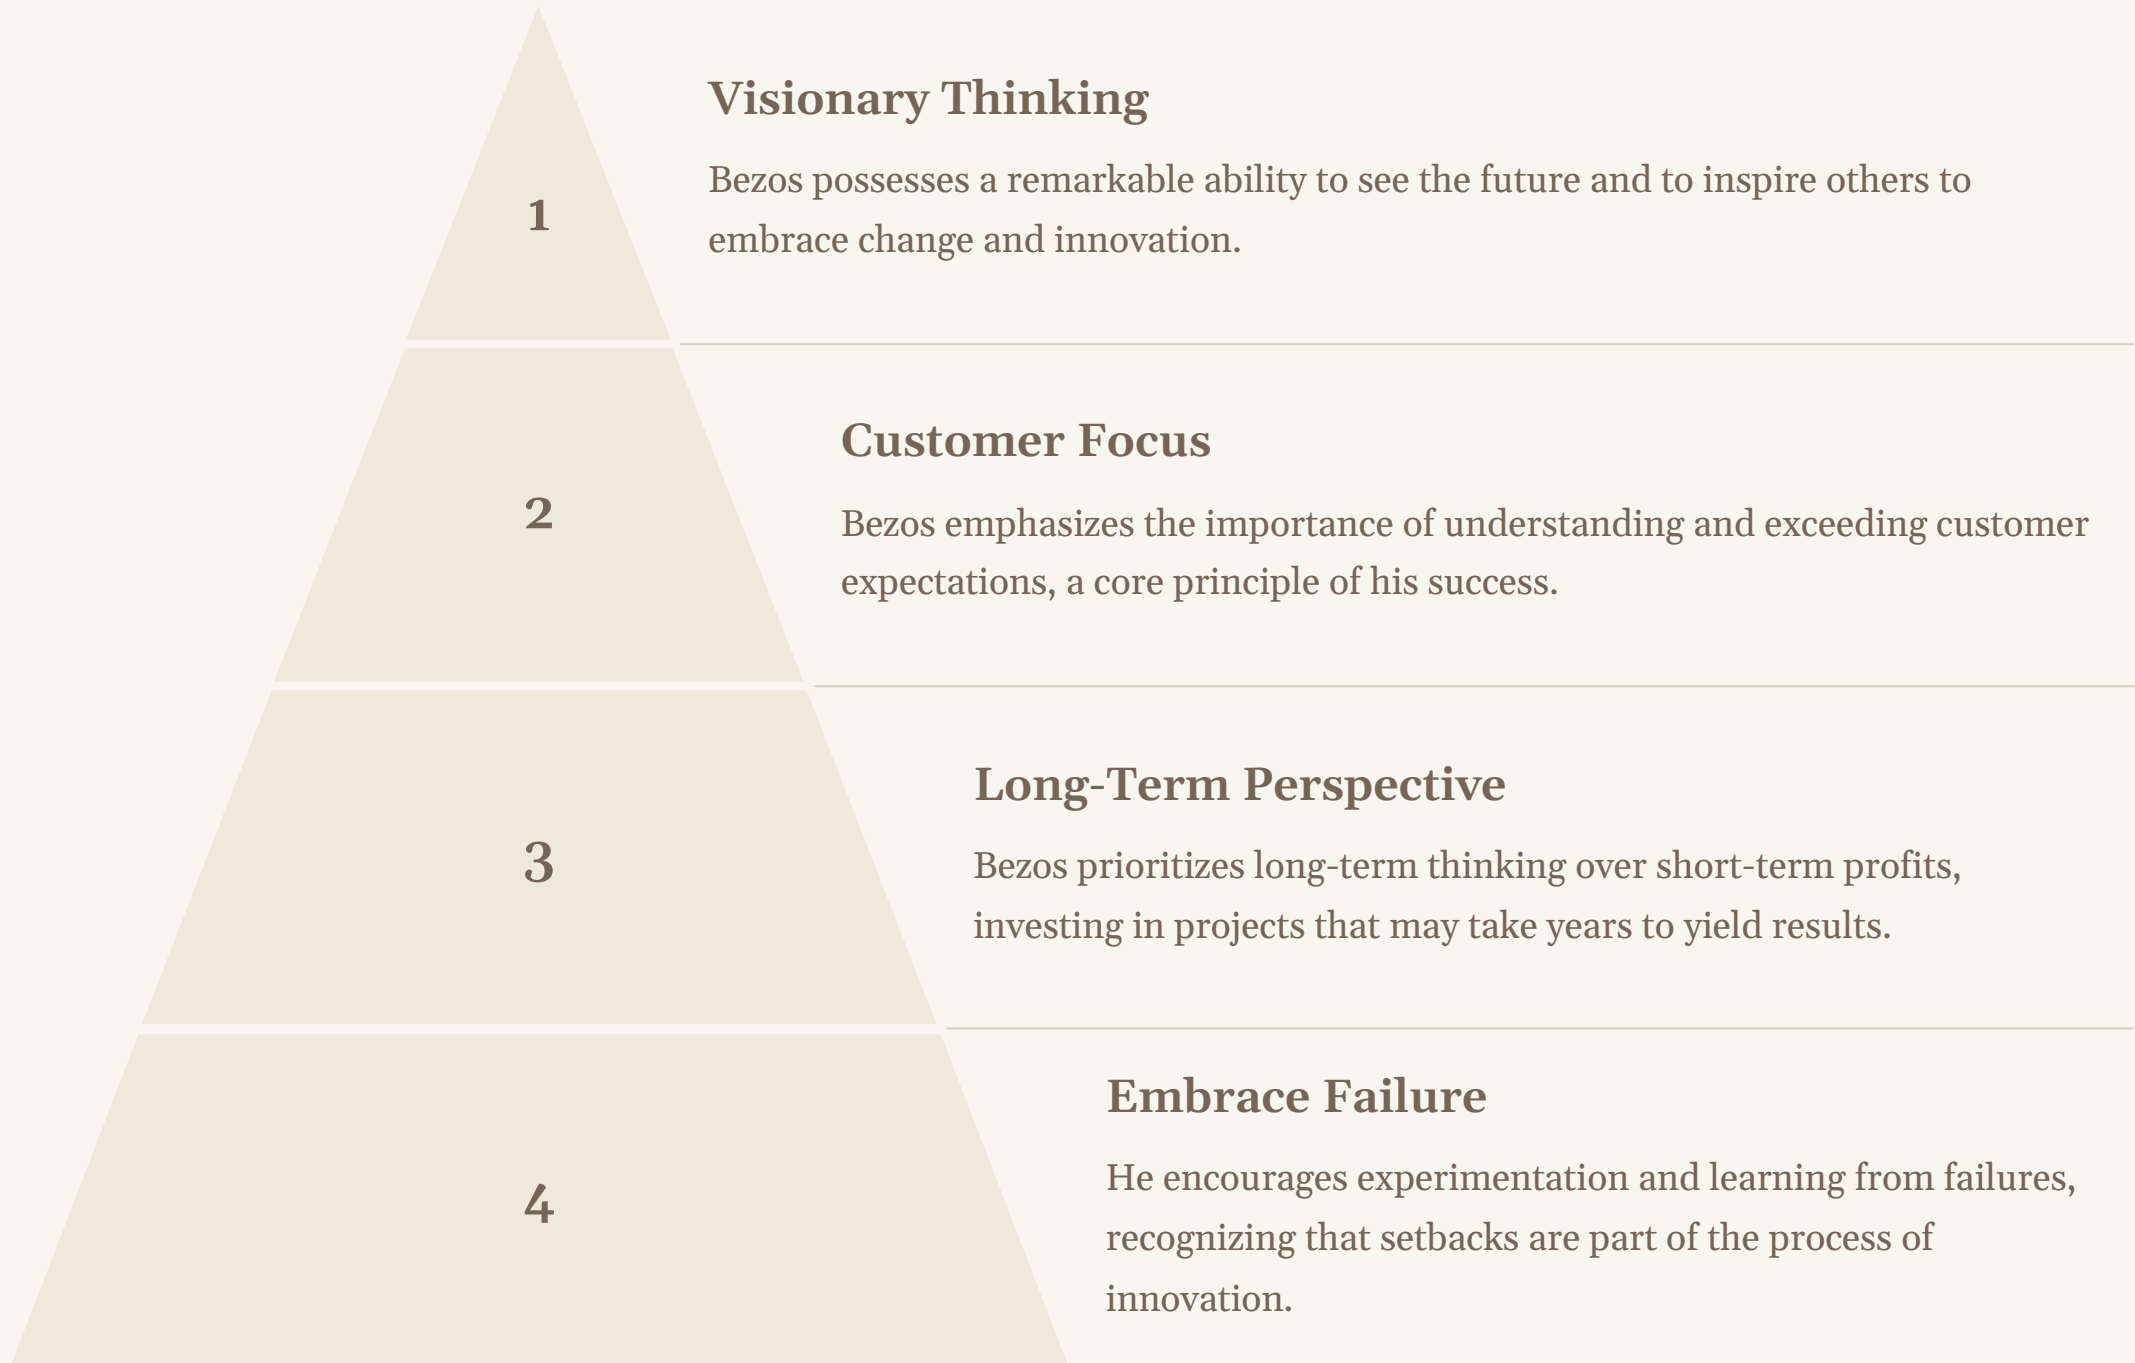 1
Visionary Thinking
Bezos possesses a remarkable ability to see the future and to inspire others to
embrace change and innovation.
2
Customer Focus
Bezos emphasizes the importance of understanding and exceeding customer
expectations, a core principle of his success.
3
Long-Term Perspective
Bezos prioritizes long-term thinking over short-term profits,
investing in projects that may take years to yield results.
4
Embrace Failure
He encourages experimentation and learning from failures,
recognizing that setbacks are part of the process of
innovation.